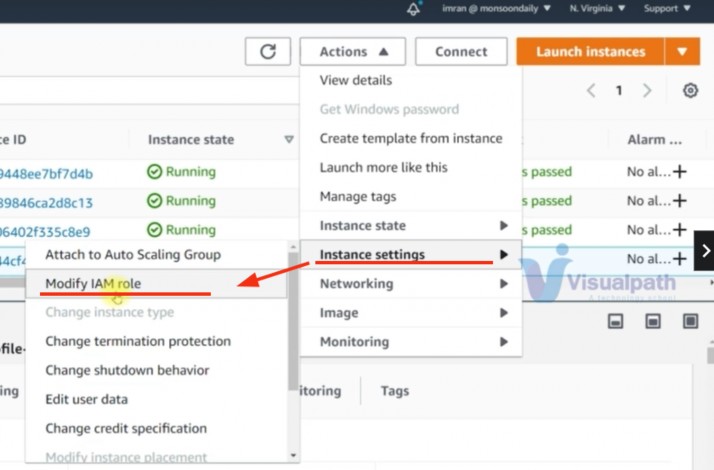 imran @ monsoondaily ▼ N. Virginia ▼ Support ▼
Actions ▲ Connect Launch instances ▼
View details
1
Get Windows password
ce ID Instance state Create template from instance Alarm ...
9448ee7bf7d4b Running Launch more like this s passed No al... +
89846ca2d8c13 Running Manage tags s passed No al... +
06402f335c8e9 Running Instance state s passed No al... +
44cf4 Attach to Auto Scaling Group Instance settings No al... +
Modify IAM role Networking
Visualpath
A technology school
Change instance type Image
Change termination protection Monitoring
ofile-
Change shutdown behavior
ing itoring Tags
Edit user data
Change credit specification
Modify instance placement